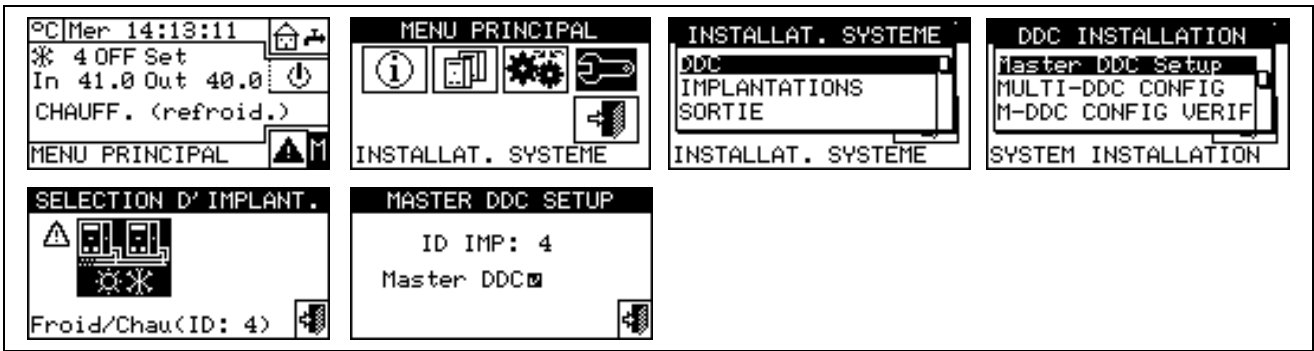 °C Mer 14:13:11
4 OFF Set
In 41.0 Out 40.0
CHAUFF. (refroid.)
MENU PRINCIPAL M
MENU PRINCIPAL
INSTALLAT. SYSTEME
INSTALLAT. SYSTEME
DDC
IMPLANTATIONS
SORTIE
INSTALLAT. SYSTEME
DDC INSTALLATION
Master DDC Setup
MULTI-DDC CONFIG
M-DDC CONFIG VERIF
SYSTEM INSTALLATION
SELECTION D'IMPLANT.
Froid/Chau(ID: 4)
MASTER DDC SETUP
ID IMP: 4
Master DDC